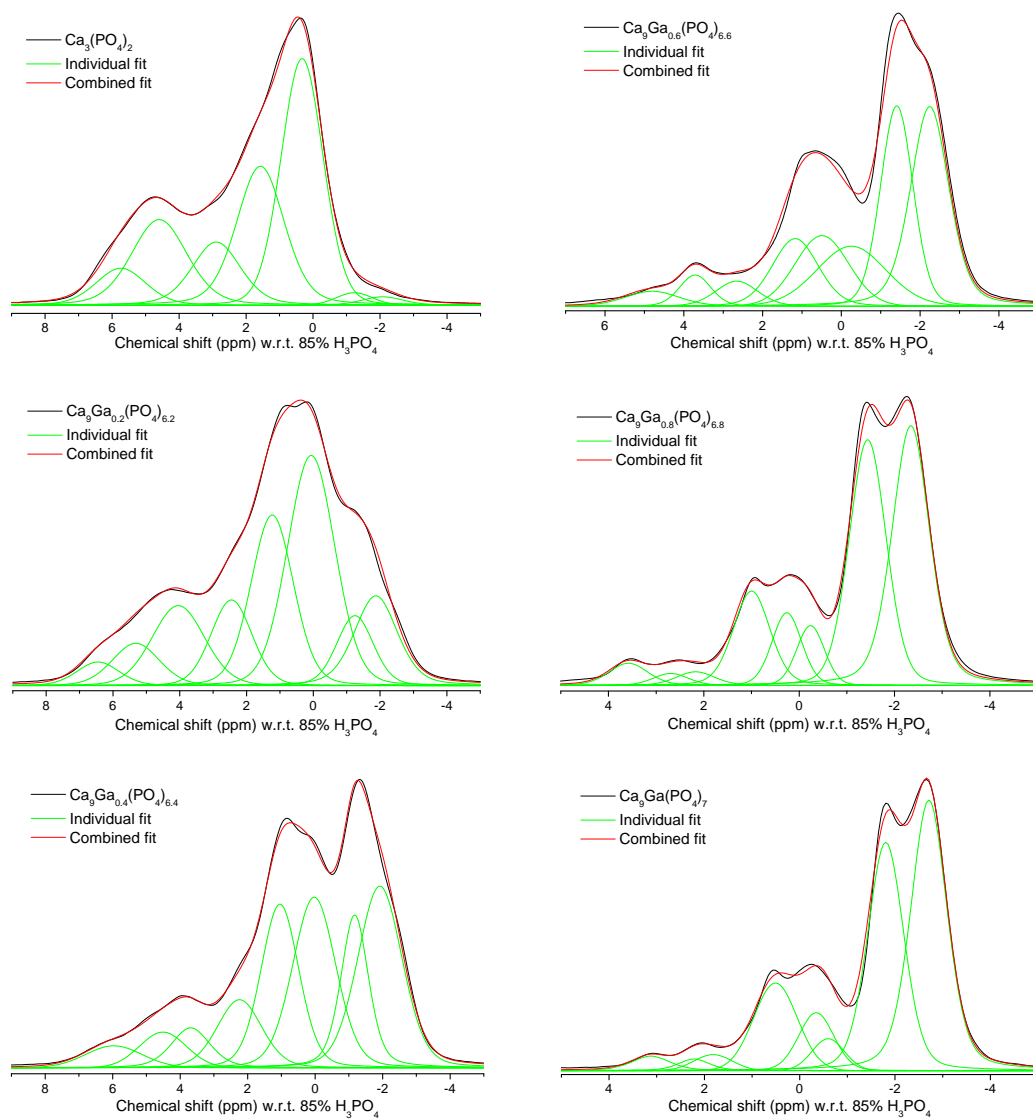 Ca₃(PO₄)₂
Individual fit
Combined fit
8 6 4 2 0 -2 -4
Chemical shift (ppm) w.r.t. 85% H₃PO₄
Ca₉Ga₀.₆(PO₄)₆.₆
Individual fit
Combined fit
6 4 2 0 -2 -4
Chemical shift (ppm) w.r.t. 85% H₃PO₄
Ca₉Ga₀.₂(PO₄)₆.₂
Individual fit
Combined fit
8 6 4 2 0 -2 -4
Chemical shift (ppm) w.r.t. 85% H₃PO₄
Ca₉Ga₀.₈(PO₄)₆.₈
Individual fit
Combined fit
4 2 0 -2 -4
Chemical shift (ppm) w.r.t. 85% H₃PO₄
Ca₉Ga₀.₄(PO₄)₆.₄
Individual fit
Combined fit
8 6 4 2 0 -2 -4
Chemical shift (ppm) w.r.t. 85% H₃PO₄
Ca₉Ga(PO₄)₇
Individual fit
Combined fit
4 2 0 -2 -4
Chemical shift (ppm) w.r.t. 85% H₃PO₄